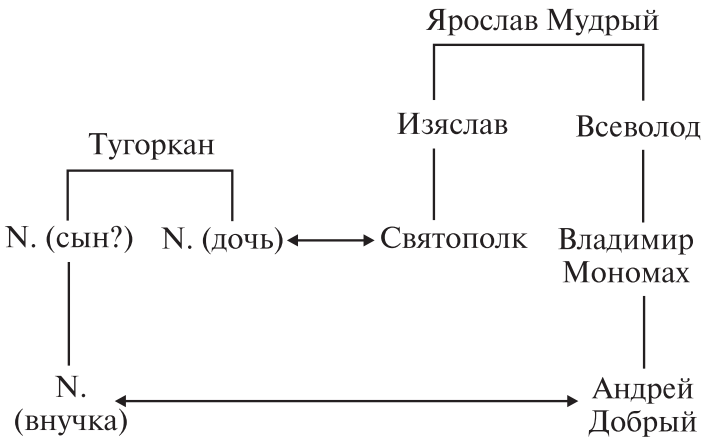 Ярослав Мудрый
Изяслав
Всеволод
Тугоркан
N. (сын?)
N. (дочь)
Святополк
Владимир
Мономах
N.
(внучка)
Андрей
Добрый